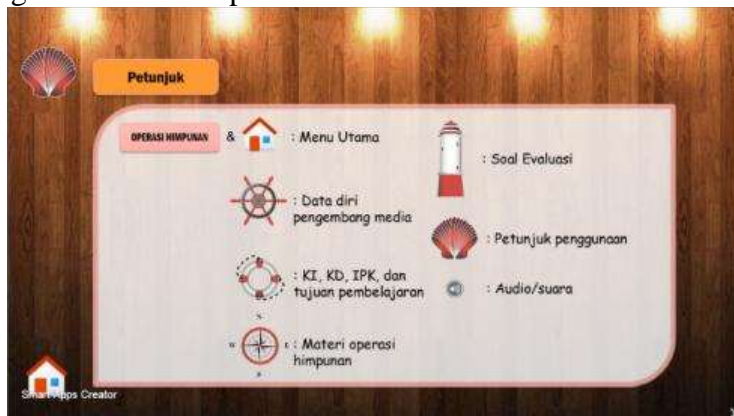 Petunjuk
OPERASI HIMPUNAN & : Menu Utama
: Data diri
pengembang media
: KI, KD, IPK, dan
tujuan pembelajaran
N
W E
S
: Materi operasi
himpunan
: Soal Evaluasi
: Petunjuk penggunaan
: Audio/suara
Smart Apps Creator